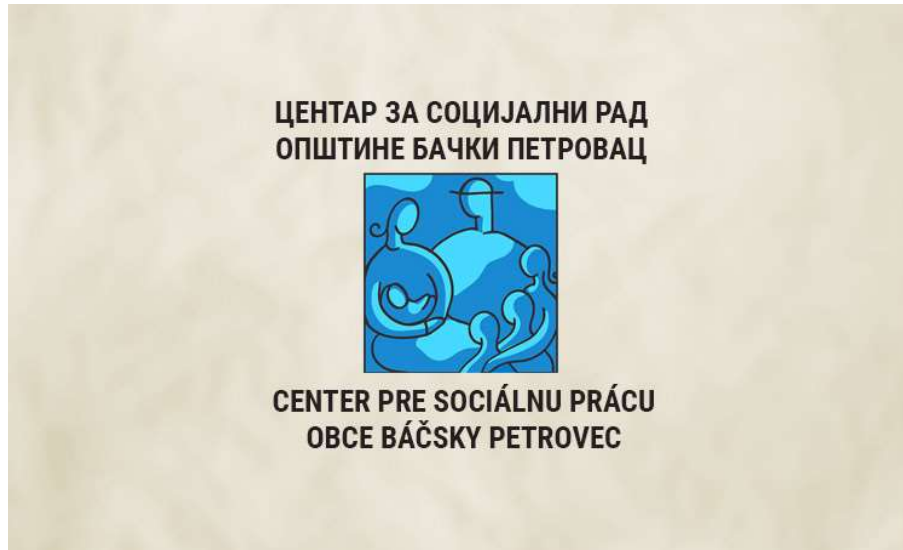 ЦЕНТАР ЗА СОЦИЈАЛНИ РАД
ОПШТИНЕ БАЧКИ ПЕТРОВАЦ
CENTER PRE SOCIÁLNU PRÁCU
OBCE BÁČSKY PETROVEC